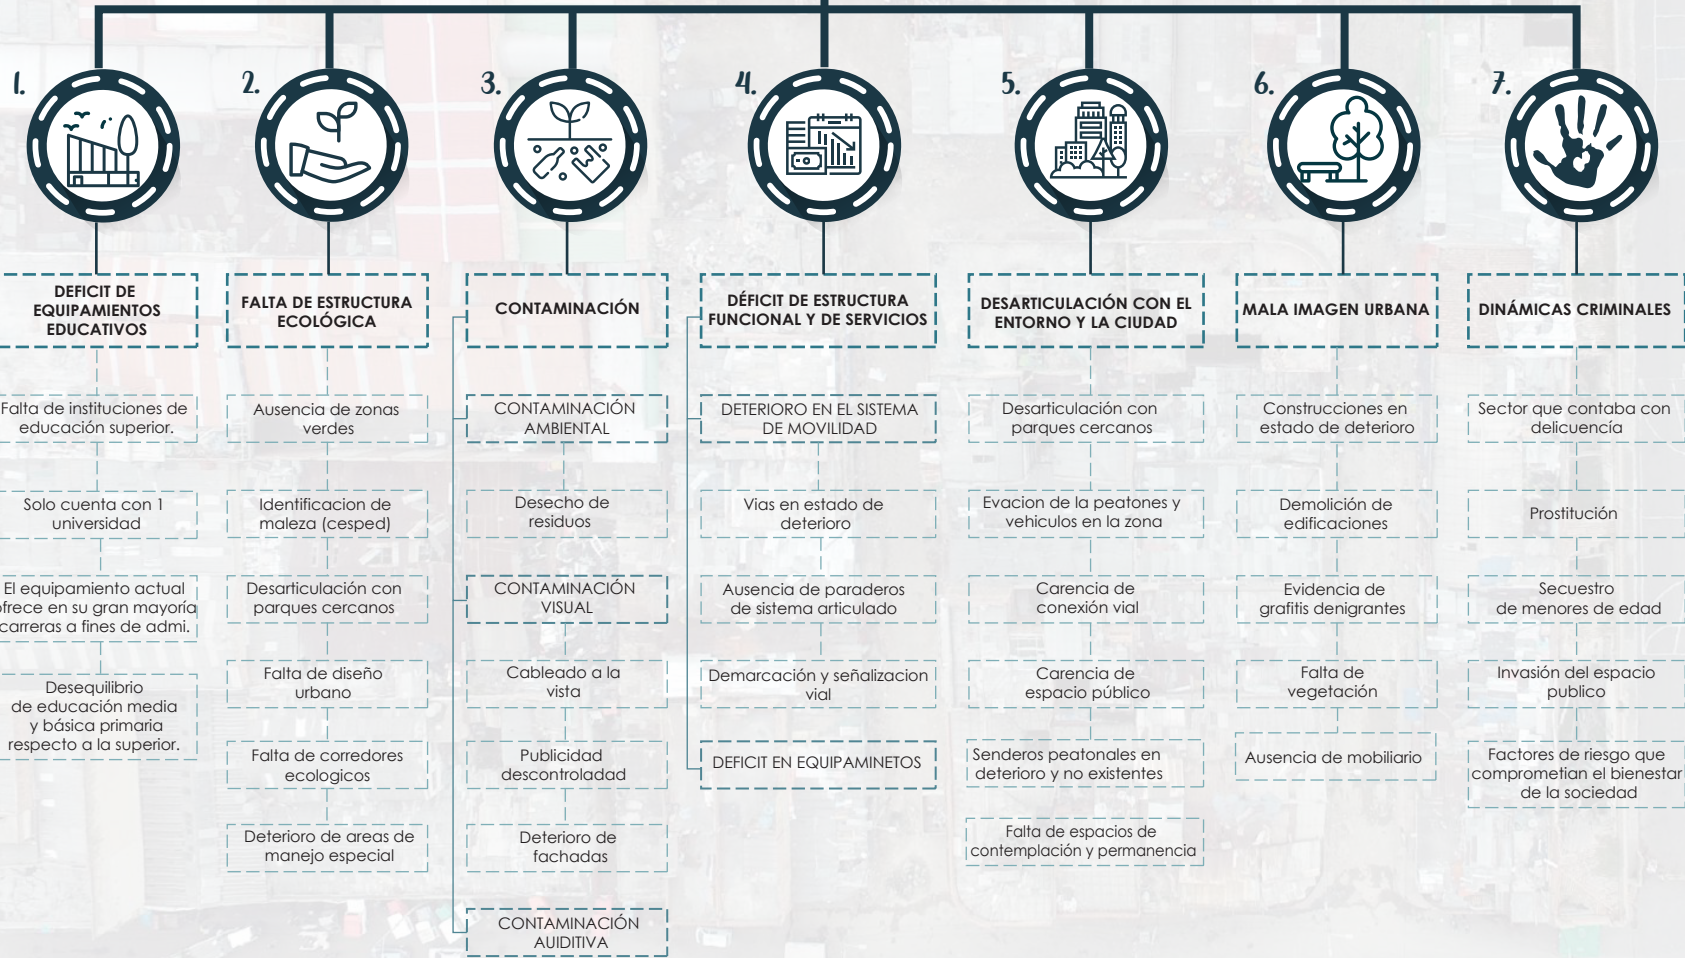 1.
DEFICIT DE
EQUIPAMIENTOS
EDUCATIVOS
Falta de instituciones de
educación superior.
Solo cuenta con 1
universidad
El equipamiento actual
ofrece en su gran mayoría
carreras a fines de admi.
Desequilibrio
de educación media
y básica primaria
respecto a la superior.
2.
FALTA DE ESTRUCTURA
ECOLÓGICA
Ausencia de zonas
verdes
Identificacion de
maleza (cesped)
Desarticulación con
parques cercanos
Falta de diseño
urbano
Falta de corredores
ecologicos
Deterioro de areas de
manejo especial
3.
CONTAMINACIÓN
CONTAMINACIÓN
AMBIENTAL
Desecho de
residuos
CONTAMINACIÓN
VISUAL
Cableado a la
vista
Publicidad
descontroladad
Deterioro de
fachadas
CONTAMINACIÓN
AUIDITIVA
4.
DÉFICIT DE ESTRUCTURA
FUNCIONAL Y DE SERVICIOS
DETERIORO EN EL SISTEMA
DE MOVILIDAD
Vias en estado de
deterioro
Ausencia de paraderos
de sistema articulado
Demarcación y señalizacion
vial
DEFICIT EN EQUIPAMINETOS
5.
DESARTICULACIÓN CON EL
ENTORNO Y LA CIUDAD
Desarticulación con
parques cercanos
Evacion de la peatones y
vehiculos en la zona
Carencia de
conexión vial
Carencia de
espacio público
Senderos peatonales en
deterioro y no existentes
Falta de espacios de
contemplación y permanencia
6.
MALA IMAGEN URBANA
Construcciones en
estado de deterioro
Demolición de
edificaciones
Evidencia de
grafitis denigrantes
Falta de
vegetación
Ausencia de mobiliario
7.
DINÁMICAS CRIMINALES
Sector que contaba con
delicuencía
Prostitución
Secuestro
de menores de edad
Invasión del espacio
publico
Factores de riesgo que
comprometian el bienestar
de la sociedad